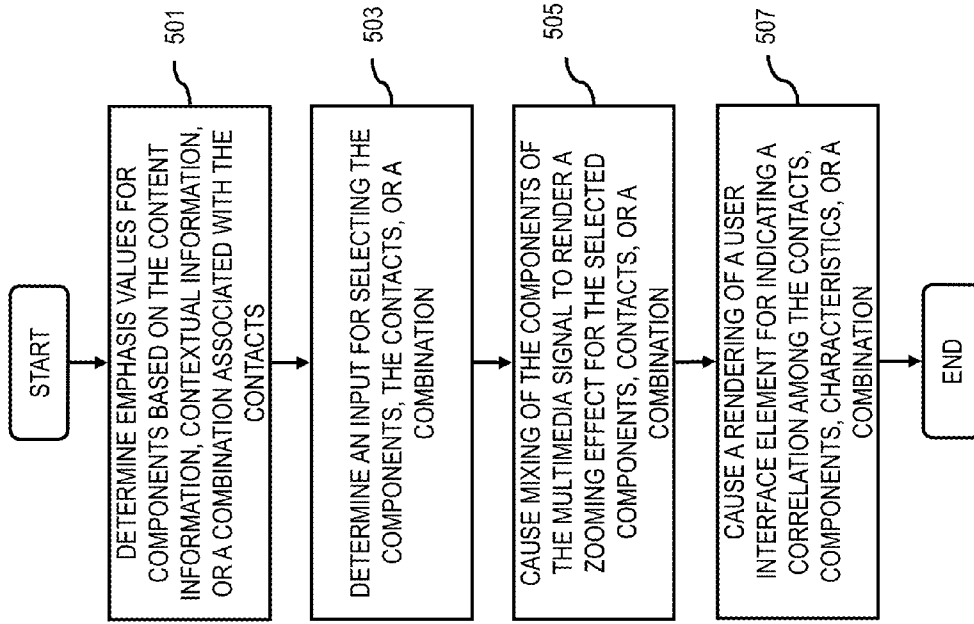 START
DETERMINE EMPHASIS VALUES FOR
COMPONENTS BASED ON THE CONTENT
INFORMATION, CONTEXTUAL INFORMATION,
OR A COMBINATION ASSOCIATED WITH THE
CONTACTS
501
DETERMINE AN INPUT FOR SELECTING THE
COMPONENTS, THE CONTACTS, OR A
COMBINATION
503
CAUSE MIXING OF THE COMPONENTS OF
THE MULTIMEDIA SIGNAL TO RENDER A
ZOOMING EFFECT FOR THE SELECTED
COMPONENTS, CONTACTS, OR A
COMBINATION
505
CAUSE A RENDERING OF A USER
INTERFACE ELEMENT FOR INDICATING A
CORRELATION AMONG THE CONTACTS,
COMPONENTS, CHARACTERISTICS, OR A
COMBINATION
507
END